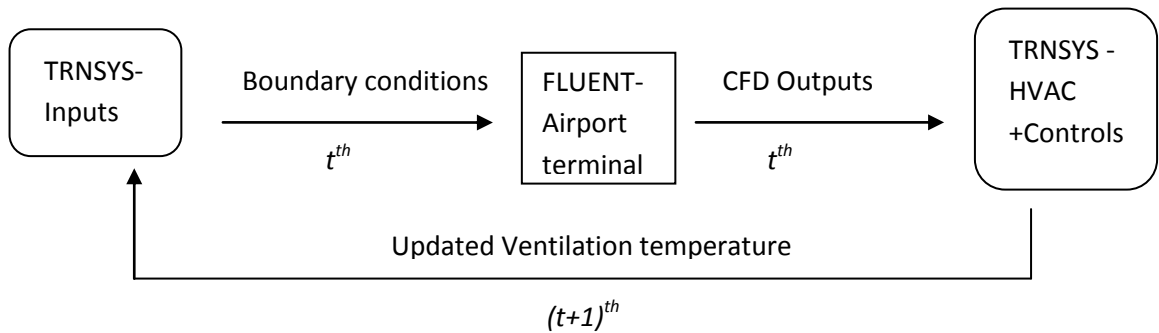 TRNSYS-
Inputs
Boundary conditions
t^th
FLUENT-
Airport
terminal
CFD Outputs
t^th
TRNSYS -
HVAC
+Controls
Updated Ventilation temperature
(t+1)^th